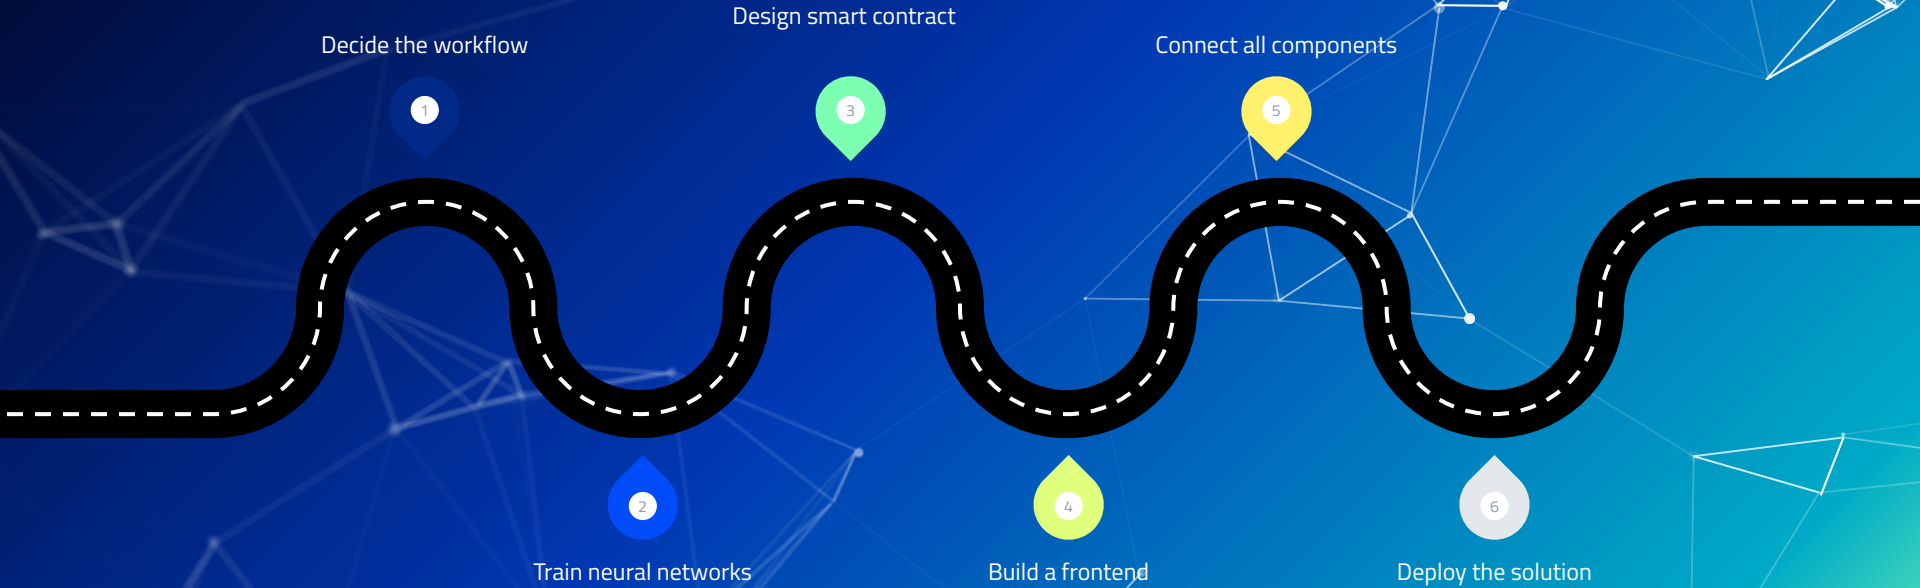 Decide the workflow
1
Train neural networks
2
Design smart contract
3
Build a frontend
4
Connect all components
5
Deploy the solution
6